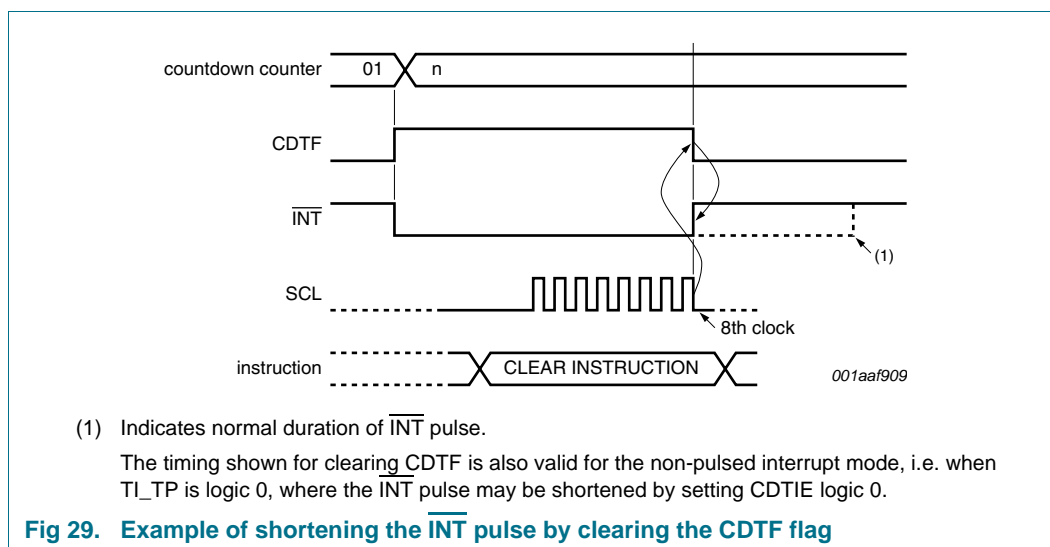 countdown counter 01 n
CDTF
INT
(1)
SCL
8th clock
instruction CLEAR INSTRUCTION
001aaf909
(1) Indicates normal duration of INT pulse.
The timing shown for clearing CDTF is also valid for the non-pulsed interrupt mode, i.e. when
TI_TP is logic 0, where the INT pulse may be shortened by setting CDTIE logic 0.
Fig 29. Example of shortening the INT pulse by clearing the CDTF flag